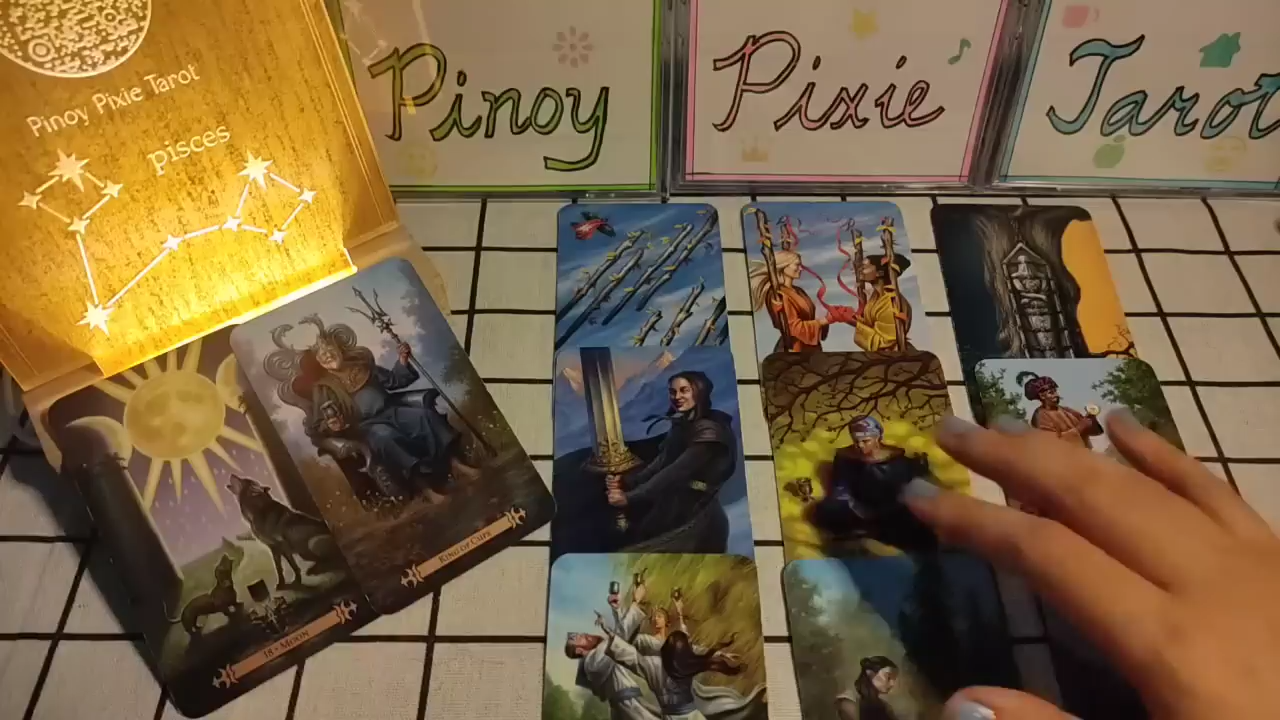 Pinoy Pixie Tarot
pisces
Pinoy
Pixie
Tarot
KING OF CUPS
18 • MOON